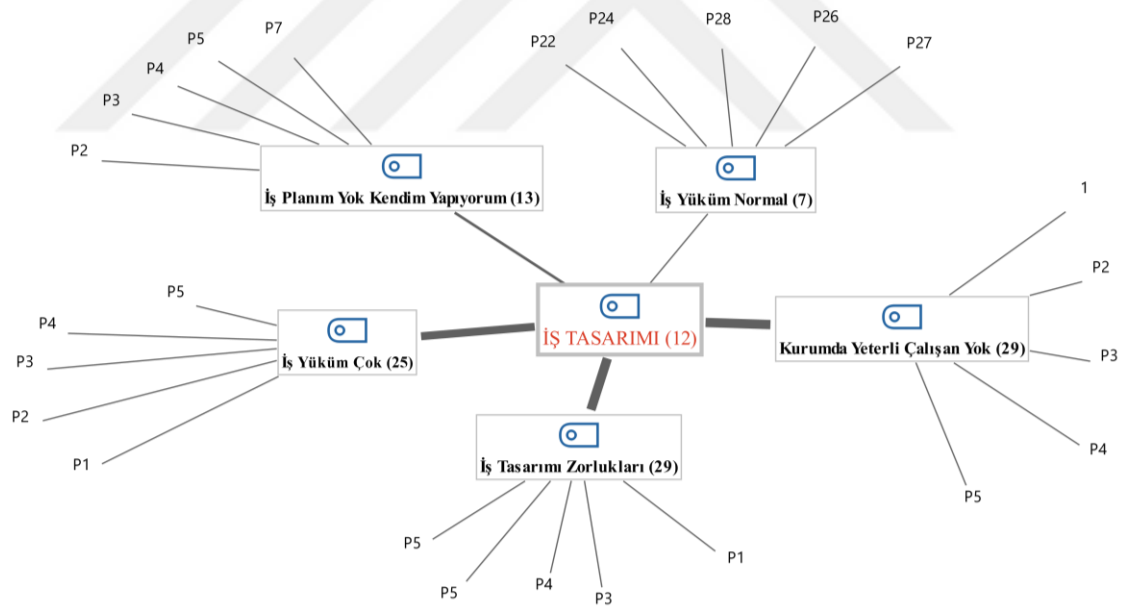 P24
P28
P26
P22
P27
P5
P7
P4
P3
P2
İş Planım Yok Kendim Yapıyorum (13)
İş Yüküm Normal (7)
1
P2
P3
P4
P5
Kurumda Yeterli Çalışan Yok (29)
İŞ TASARIMI (12)
P5
P4
P3
P2
P1
İş Yüküm Çok (25)
İş Tasarımı Zorlukları (29)
P5
P5
P4
P3
P1